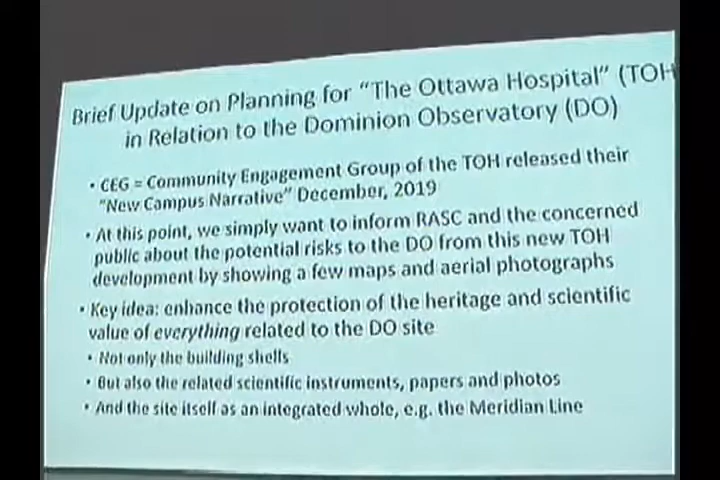 Brief Update on Planning for "The Ottawa Hospital" (TOH
in Relation to the Dominion Observatory (DO)
• CEG = Community Engagement Group of the TOH released their
"New Campus Narrative" December, 2019
• At this point, we simply want to inform RASC and the concerned
public about the potential risks to the DO from this new TOH
development by showing a few maps and aerial photographs
• Key idea: enhance the protection of the heritage and scientific
value of everything related to the DO site
• Not only the building shells
• But also the related scientific instruments, papers and photos
• And the site itself as an integrated whole, e.g. the Meridian Line